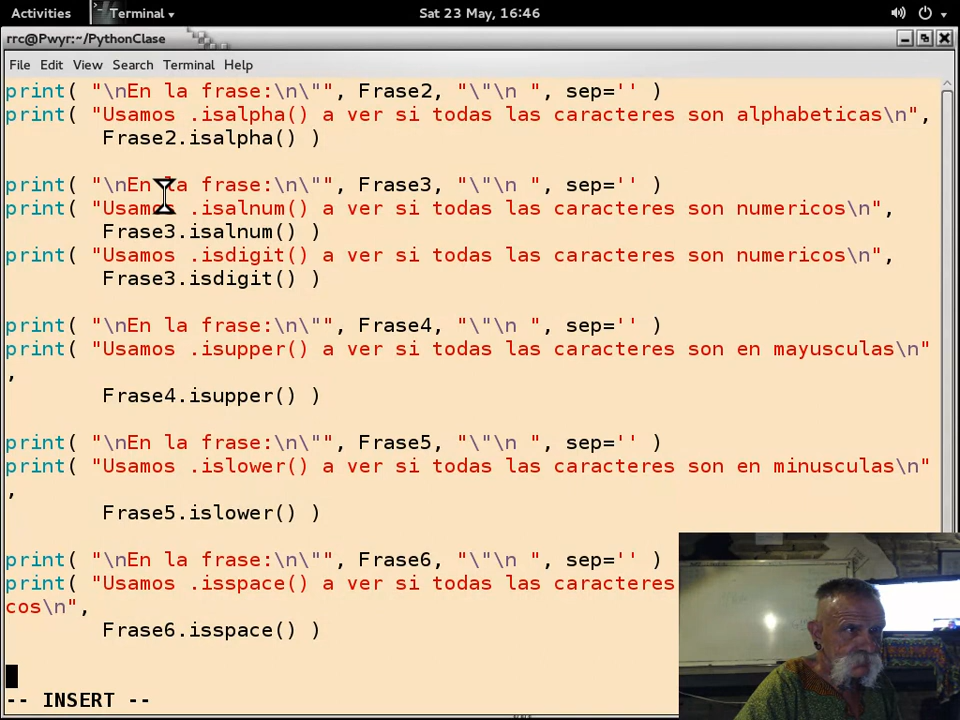 Activities Terminal Sat 23 May, 16:46
rrc@Pwyr:~/PythonClase
File Edit View Search Terminal Help
print( "\nEn la frase:\n\"", Frase2, "\"\n ", sep='' )
print( "Usamos .isalpha() a ver si todas las caracteres son alphabeticas\n",
Frase2.isalpha() )
print( "\nEn la frase:\n\"", Frase3, "\"\n ", sep='' )
print( "Usamos .isalnum() a ver si todas las caracteres son numericos\n",
Frase3.isalnum() )
print( "Usamos .isdigit() a ver si todas las caracteres son numericos\n",
Frase3.isdigit() )
print( "\nEn la frase:\n\"", Frase4, "\"\n ", sep='' )
print( "Usamos .isupper() a ver si todas las caracteres son en mayusculas\n"
,
Frase4.isupper() )
print( "\nEn la frase:\n\"", Frase5, "\"\n ", sep='' )
print( "Usamos .islower() a ver si todas las caracteres son en minusculas\n"
,
Frase5.islower() )
print( "\nEn la frase:\n\"", Frase6, "\"\n ", sep='' )
print( "Usamos .isspace() a ver si todas las caracteres
cos\n",
Frase6.isspace() )
-- INSERT --